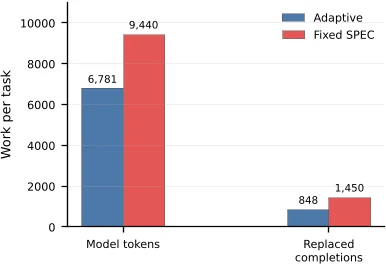 Adaptive
Fixed SPEC
Work per task
10000
8000
6000
4000
2000
0
6,781
9,440
848
1,450
Model tokens
Replaced
completions